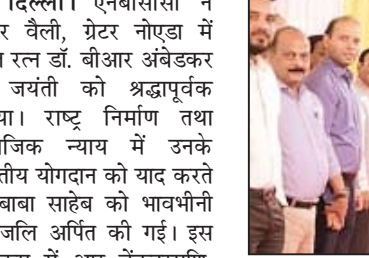 दिल्ली। एनबीसीसी ने
वैली, ग्रेटर नोएडा में
रत्न डॉ. बीआर अंबेडकर
जयंती को श्रद्धापूर्वक
राष्ट्र निर्माण तथा
न्याय में उनके
योगदान को याद करते
बाबा साहेब को भावभीनी
अर्पित की गई। इस